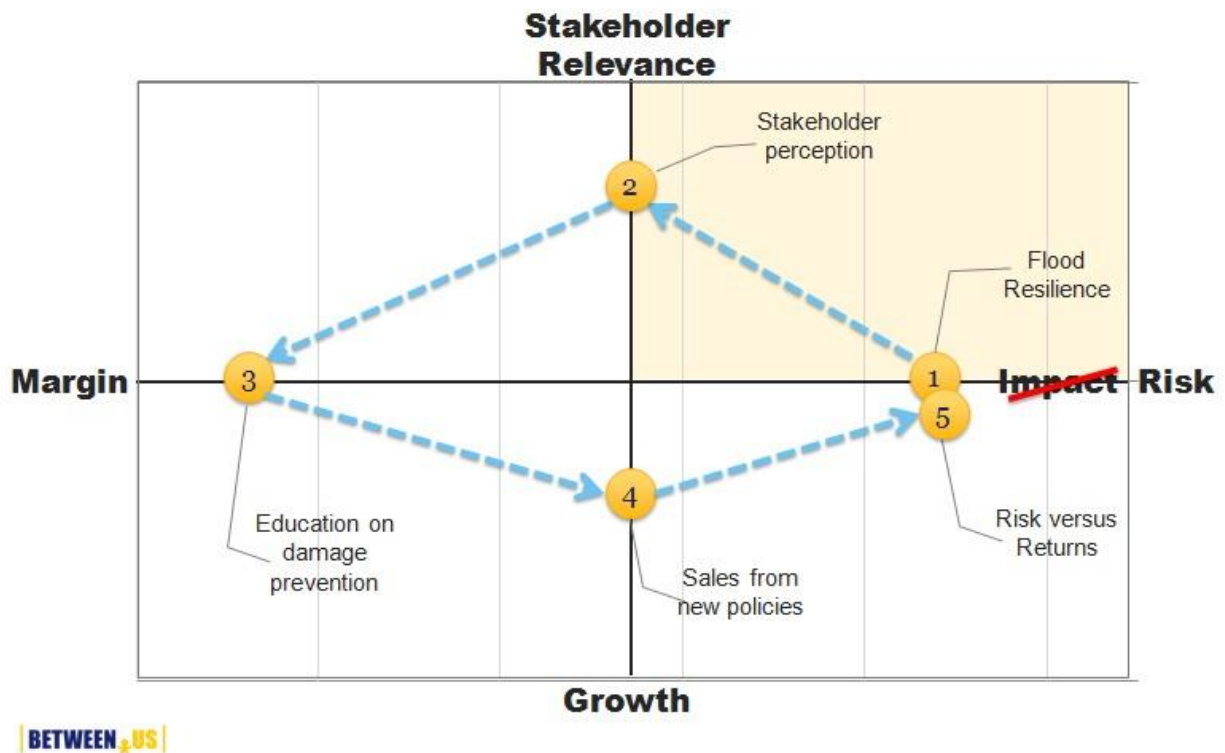 Stakeholder
Relevance
Stakeholder
perception
2
Flood
Resilience
Margin
3
1
Impact Risk
5
4
Education on
damage
prevention
Risk versus
Returns
Sales from
new policies
Growth
BETWEEN US